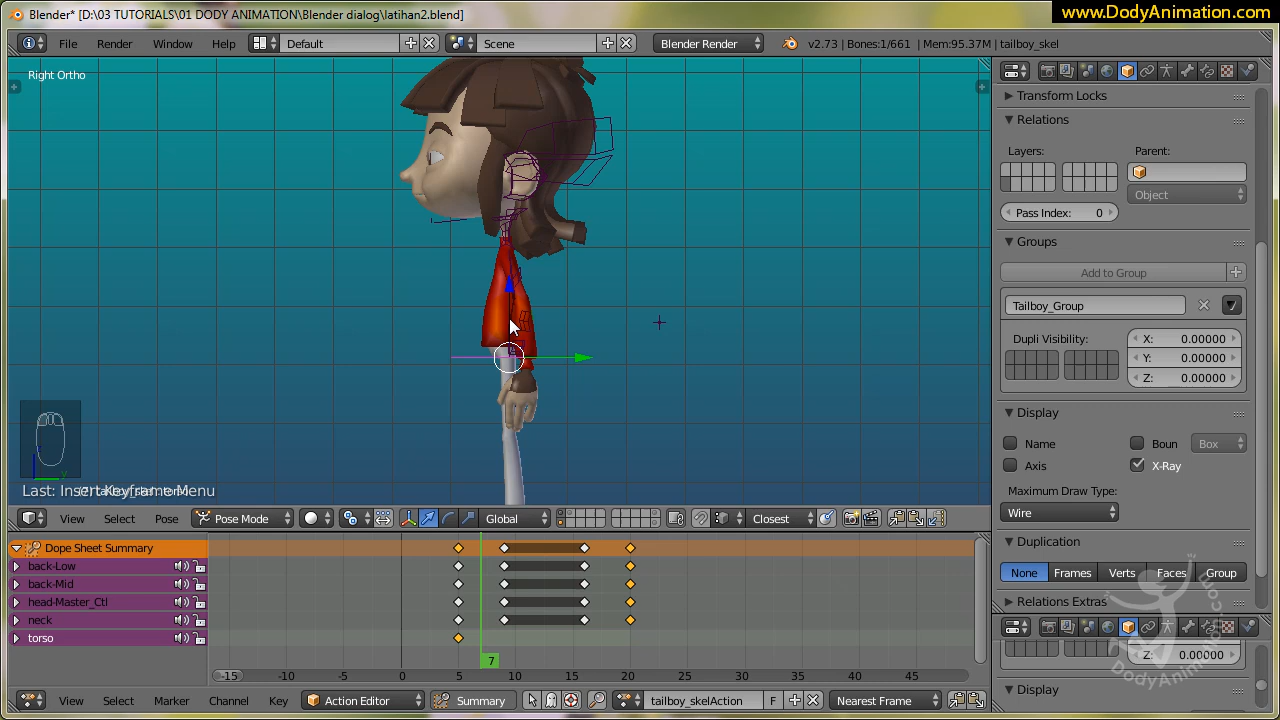 Blender* [D:\03 TUTORIALS\01 DODY ANIMATION\Blender dialog\latihan2.blend]
www.DodyAnimation.com
File Render Window Help Default Scene Blender Render v2.73 | Bones:1/661 | Mem:95.37M | tailboy_skel
Right Ortho
Transform Locks
Relations
Layers: Parent:
Object
Pass Index: 0
Groups
Add to Group
Tailboy_Group
Dupli Visibility: X: 0.00000
Y: 0.00000
Z: 0.00000
Display
Name Boun Box
Axis X-Ray
Maximum Draw Type:
Wire
Duplication
None Frames Verts Faces Group
Relations Extras
Z: 0.00000
Display
DodyAnimation.com
Last: Insert Keyframe Menu
View Select Pose Pose Mode Global Closest
Dope Sheet Summary
back-Low
back-Mid
head-Master_Ctl
neck
torso
7
-15 -10 -5 0 5 10 15 20 25 30 35 40 45
View Select Marker Channel Key Action Editor Summary tailboy_skelAction F Nearest Frame